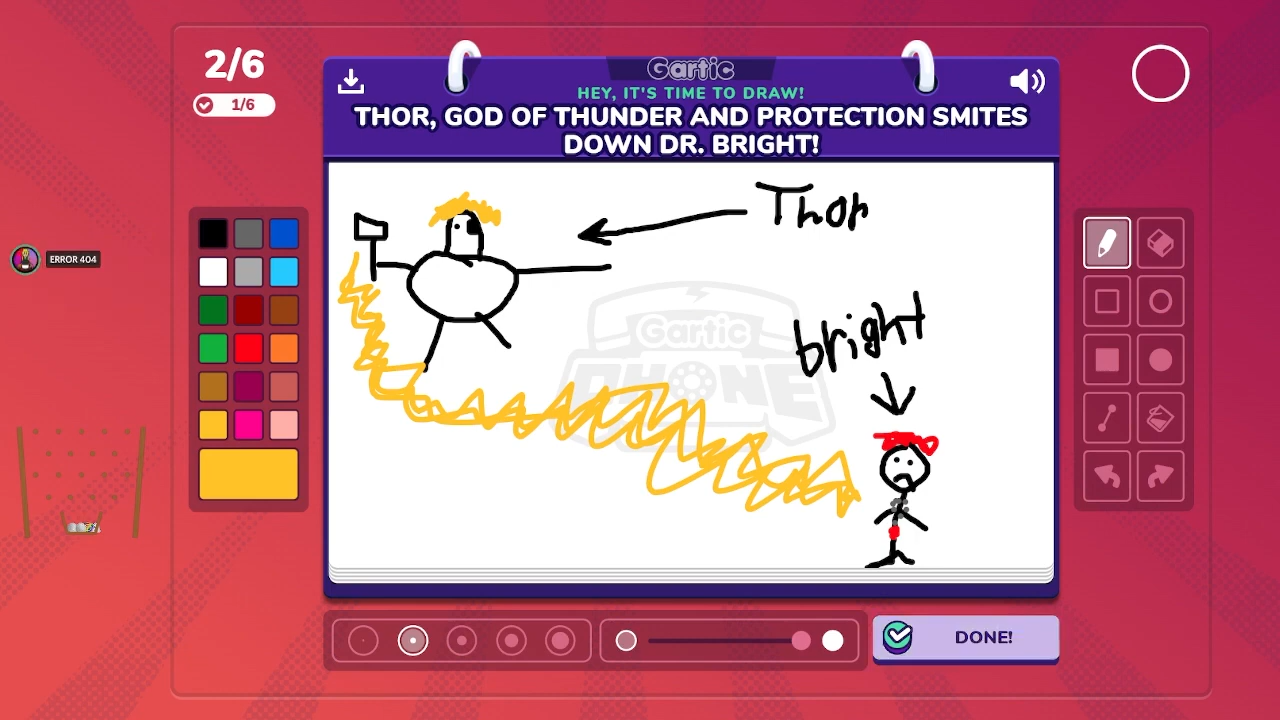 2/6
1/6
Gartic
HEY, IT'S TIME TO DRAW!
THOR, GOD OF THUNDER AND PROTECTION SMITES
DOWN DR. BRIGHT!
Thor
bright
Gartic
PHONE
ERROR 404
DONE!